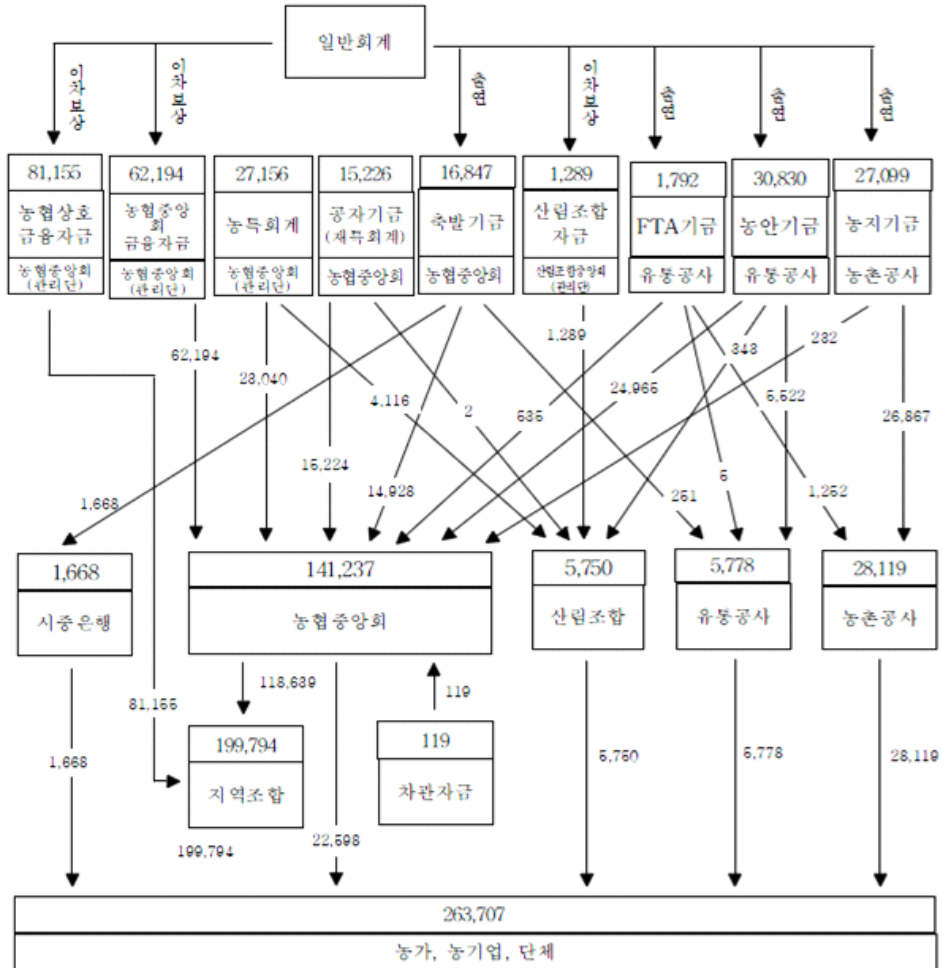 일반회계
이차보상
이차보상
출연
이차보상
출연
출연
출연
81,155
62,194
27,156
15,226
16,847
1,289
1,792
30,830
27,099
농협상호
금융자금
농협중앙
회
금융자금
농특회계
공자기금
(재특회계)
축발기금
산림조합
자금
FTA기금
농안기금
농지기금
농협중앙회
(관리단)
농협중앙회
(관리단)
농협중앙회
(관리단)
농협중앙회
농협중앙회
산림조합중앙회
(관리단)
유통공사
유통공사
농촌공사
62,194
23,040
4,116
2
1,289
535
24,965
343
5,522
232
26,867
1,668
15,224
14,928
251
5
1,252
1,668
141,237
5,750
5,778
28,119
시중은행
농협중앙회
산림조합
유통공사
농촌공사
118,639
119
81,155
199,794
119
1,668
5,750
5,778
28,119
지역조합
차관자금
199,794
22,598
263,707
농가, 농기업, 단체